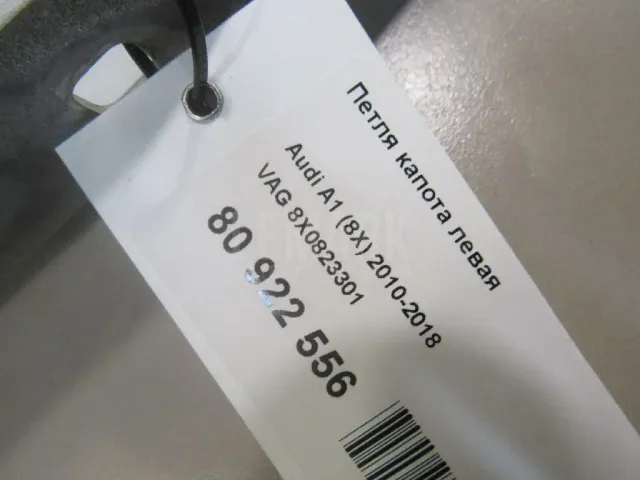 Петля капота левая
Audi A1 (8X) 2010-2018
VAG 8X0823301
80 922 556